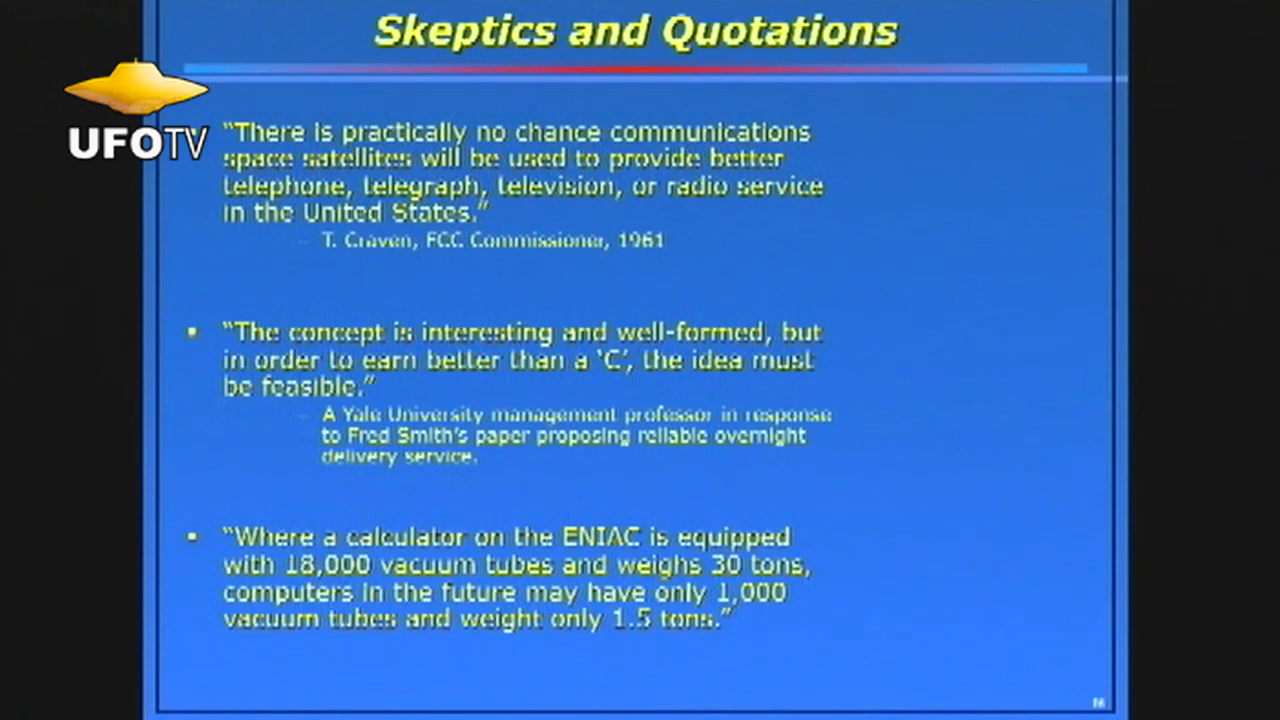 Skeptics and Quotations
UFOTV
“There is practically no chance communications
space satellites will be used to provide better
telephone, telegraph, television, or radio service
in the United States.”
– T. Craven, FCC Commissioner, 1961
▪ “The concept is interesting and well-formed, but
in order to earn better than a ‘C’, the idea must
be feasible.”
– A Yale University management professor in response
to Fred Smith’s paper proposing reliable overnight
delivery service.
▪ “Where a calculator on the ENIAC is equipped
with 18,000 vacuum tubes and weighs 30 tons,
computers in the future may have only 1,000
vacuum tubes and weight only 1.5 tons.”